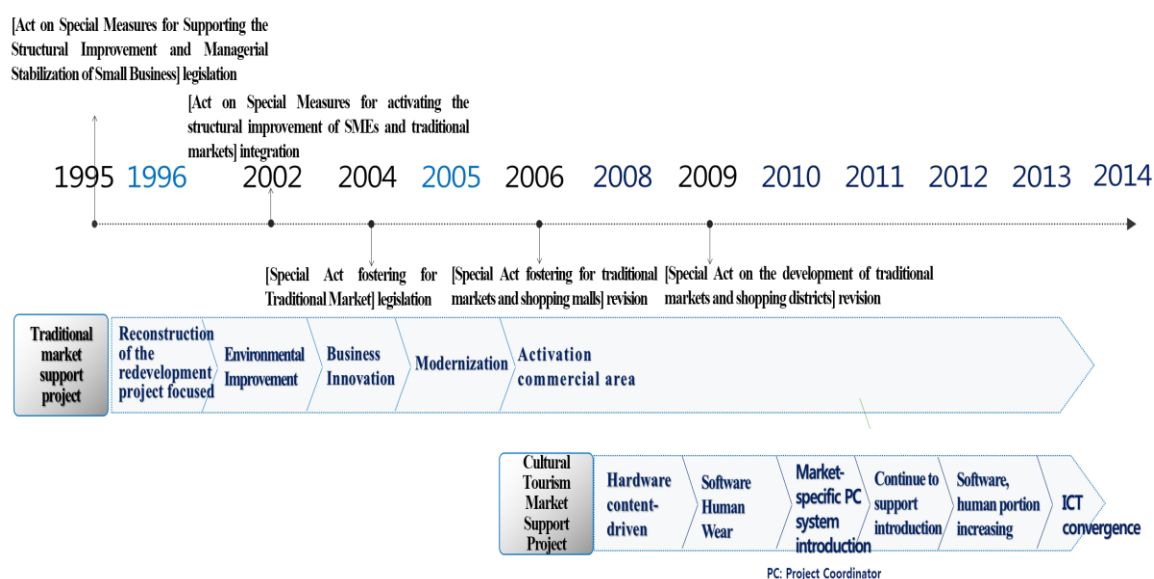 [Act on Special Measures for Supporting the
Structural Improvement and Managerial
Stabilization of Small Business] legislation
[Act on Special Measures for activating the
structural improvement of SMEs and traditional
markets] integration
1995 1996 2002 2004 2005 2006 2008 2009 2010 2011 2012 2013 2014
[Special Act fostering for
Traditional Market] legislation
[Special Act fostering for traditional
markets and shopping malls] revision
[Special Act on the development of traditional
markets and shopping districts] revision
Traditional
market
support
project
Reconstruction
of the
redevelopment
project focused
Environmental
Improvement
Business
Innovation
Modernization
Activation
commercial area
Cultural
Tourism
Market
Support
Project
Hardware
content-
driven
Software
Human
Wear
Market-
specific PC
system
introduction
Continue to
support
introduction
Software,
human portion
increasing
ICT
convergence
PC: Project Coordinator